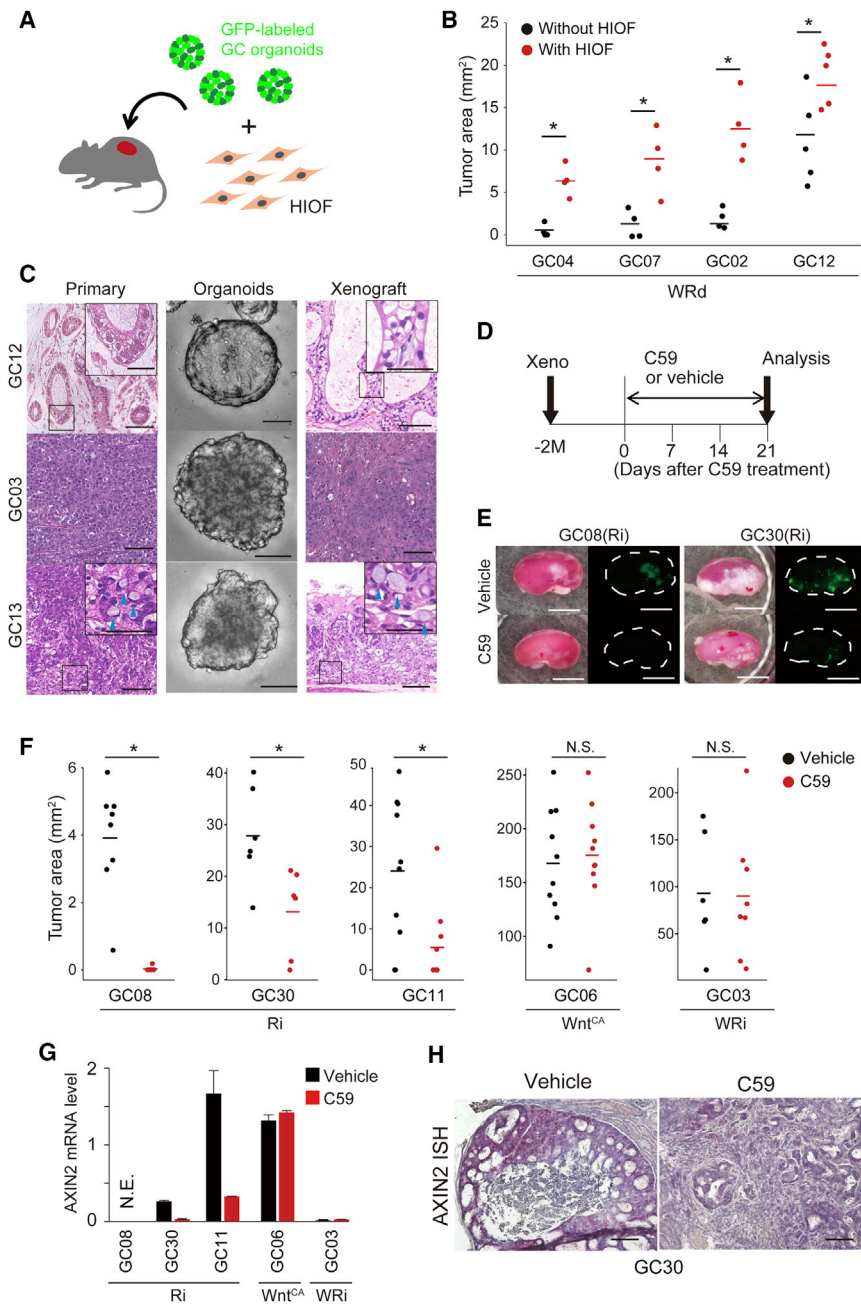 A
GFP-labeled
GC organoids
+
HIOF
B
Without HIOF
With HIOF
Tumor area (mm²)
25
20
15
10
5
0
* * * *
GC04 GC07 GC02 GC12
WRd
C
Primary Organoids Xenograft
GC12
GC03
GC13
D
Xeno
C59
or vehicle
Analysis
-2M 0 7 14 21
(Days after C59 treatment)
E
GC08(Ri) GC30(Ri)
Vehicle
C59
F
Tumor area (mm²)
* * * N.S. N.S.
Vehicle
C59
6
4
2
0
GC08
40
30
20
10
0
GC30
50
40
30
20
10
0
GC11
Ri
250
200
150
100
GC06
Wntᶜᴬ
200
150
100
50
0
GC03
WRi
G
AXIN2 mRNA level
2
1
0
Vehicle
C59
N.E.
GC08 GC30 GC11 GC06 GC03
Ri Wntᶜᴬ WRi
H
Vehicle C59
AXIN2 ISH
GC30